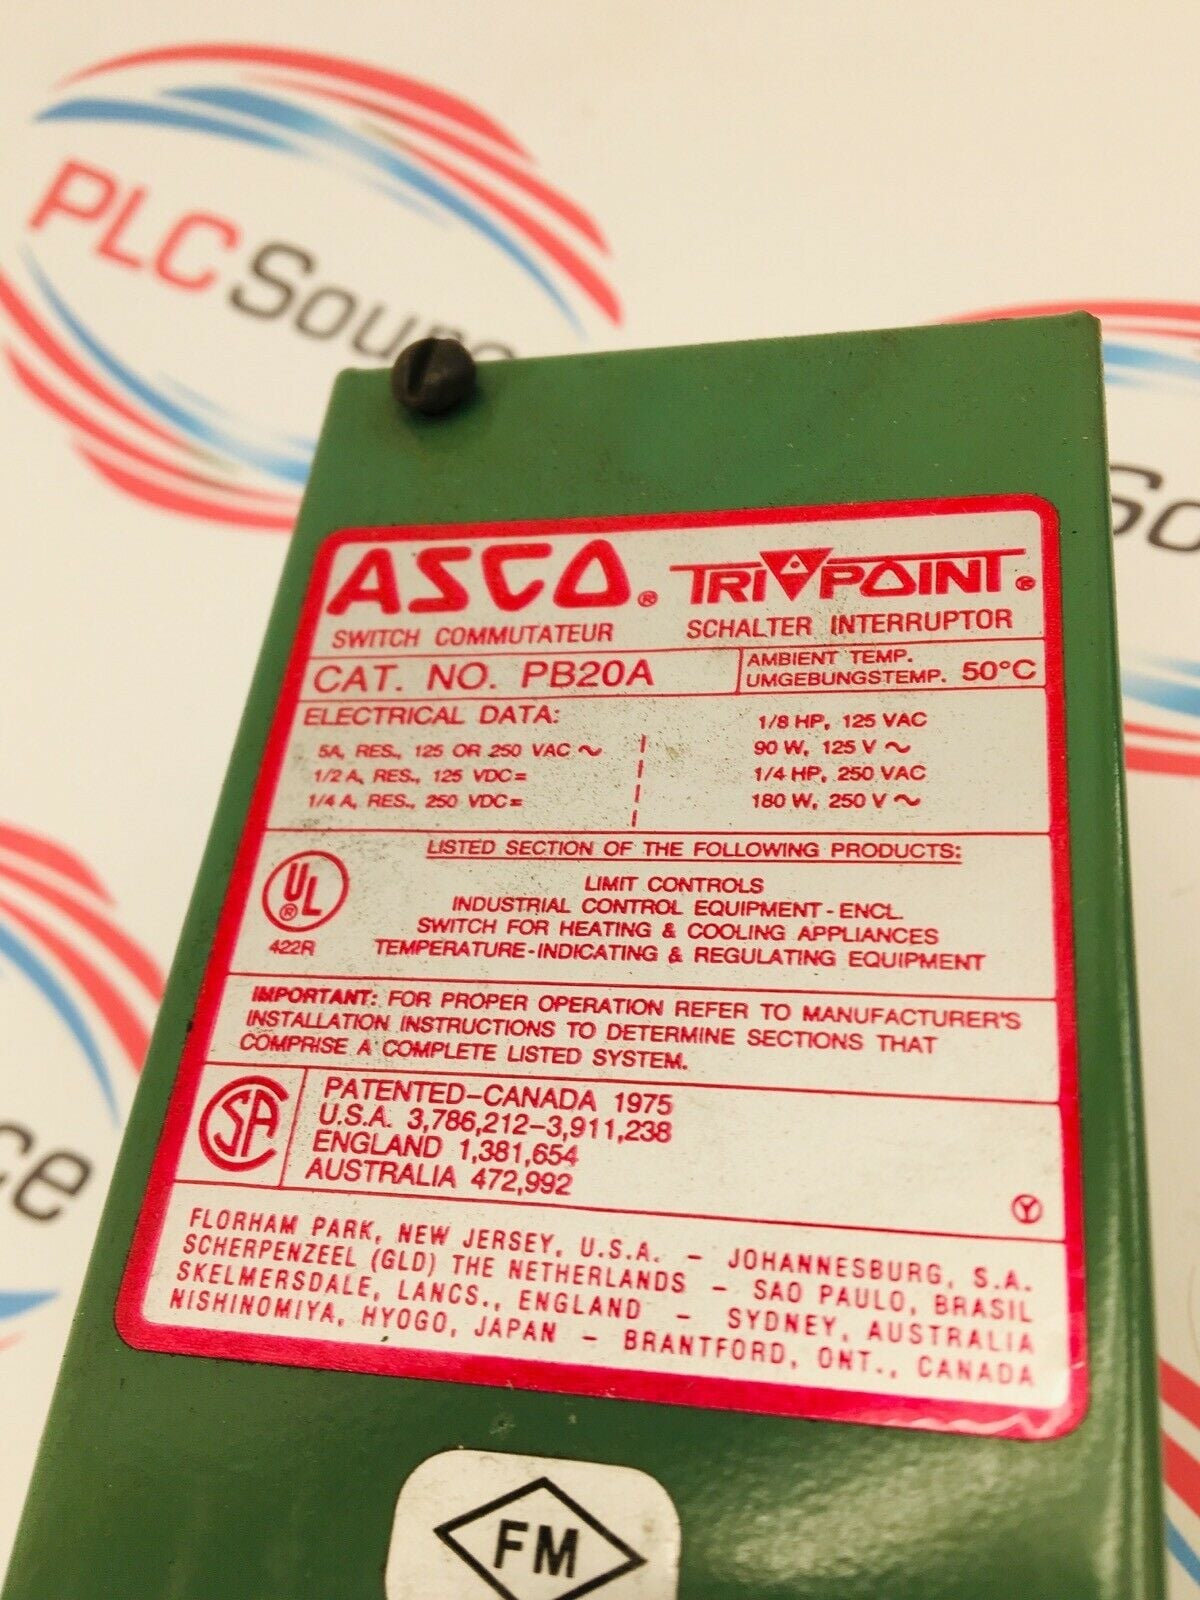 PLC Source
So
ce
ASCO ® TRI POINT ®
SWITCH COMMUTATEUR SCHALTER INTERRUPTOR
CAT. NO. PB20A
AMBIENT TEMP.
UMGEBUNGSTEMP. 50°C
ELECTRICAL DATA:
5A, RES., 125 OR 250 VAC ~
1/2 A, RES., 125 VDC=
1/4 A, RES., 250 VDC=
1/8 HP, 125 VAC
90 W, 125 V ~
1/4 HP, 250 VAC
180 W, 250 V ~
UL ®
422R
LISTED SECTION OF THE FOLLOWING PRODUCTS:
LIMIT CONTROLS
INDUSTRIAL CONTROL EQUIPMENT - ENCL.
SWITCH FOR HEATING & COOLING APPLIANCES
TEMPERATURE-INDICATING & REGULATING EQUIPMENT
IMPORTANT: FOR PROPER OPERATION REFER TO MANUFACTURER'S
INSTALLATION INSTRUCTIONS TO DETERMINE SECTIONS THAT
COMPRISE A COMPLETE LISTED SYSTEM.
CSA
PATENTED-CANADA 1975
U.S.A. 3,786,212-3,911,238
ENGLAND 1,381,654
AUSTRALIA 472,992
Y
FLORHAM PARK, NEW JERSEY, U.S.A. - JOHANNESBURG, S.A.
SCHERPENZEEL (GLD) THE NETHERLANDS - SAO PAULO, BRASIL
SKELMERSDALE, LANCS., ENGLAND - SYDNEY, AUSTRALIA
NISHINOMIYA, HYOGO, JAPAN - BRANTFORD, ONT., CANADA
FM